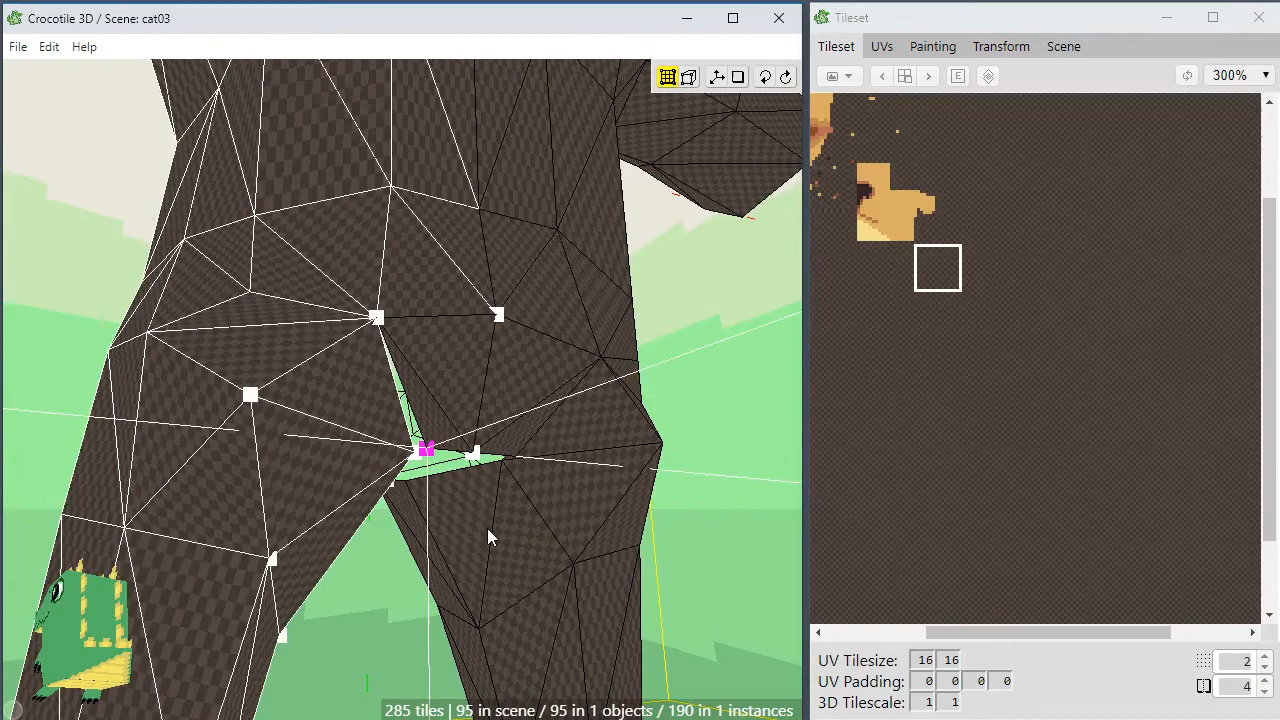 Crocotile 3D / Scene: cat03
File Edit Help
285 tiles | 95 in scene / 95 in 1 objects / 190 in 1 instances
Tileset
Tileset UVs Painting Transform Scene
E 300%
UV Tilesize: 16 16 2
UV Padding: 0 0 0 0 4
3D Tilescale: 1 1